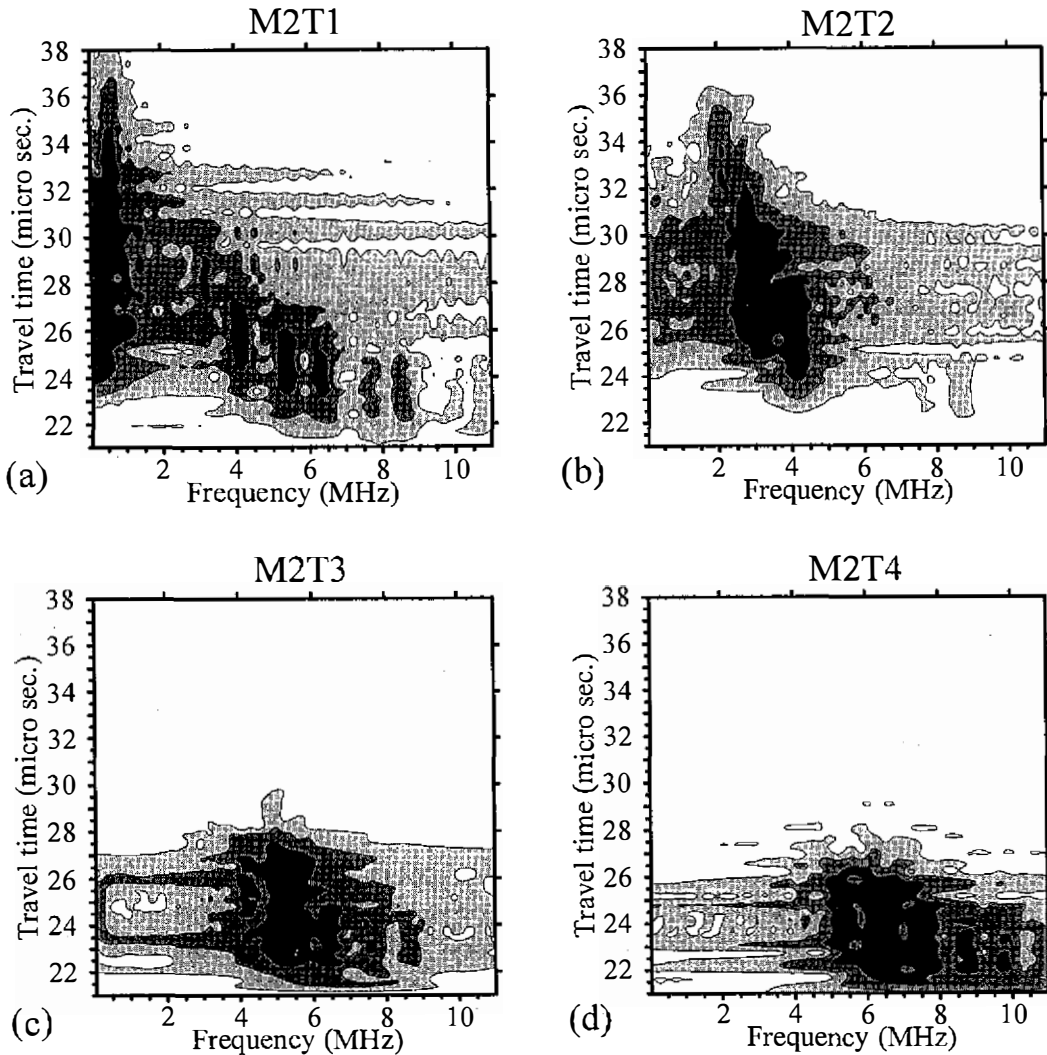 M2T1
38
36
34
32
30
28
26
24
22
Travel time (micro sec.)
2 4 6 8 10
Frequency (MHz)
(a)
M2T2
38
36
34
32
30
28
26
24
22
Travel time (micro sec.)
2 4 6 8 10
Frequency (MHz)
(b)
M2T3
38
36
34
32
30
28
26
24
22
Travel time (micro sec.)
2 4 6 8 10
Frequency (MHz)
(c)
M2T4
38
36
34
32
30
28
26
24
22
Travel time (micro sec.)
2 4 6 8 10
Frequency (MHz)
(d)